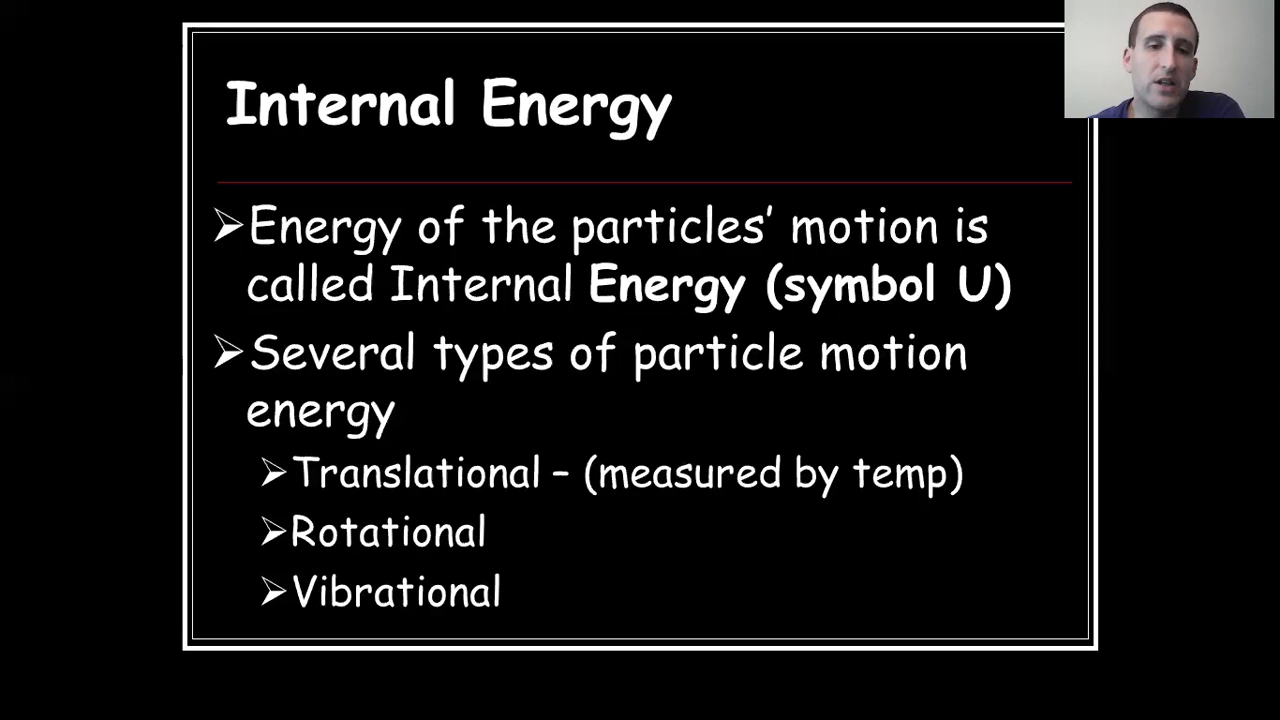 Internal Energy
➢Energy of the particles’ motion is
called Internal Energy (symbol U)
➢Several types of particle motion
energy
➢Translational – (measured by temp)
➢Rotational
➢Vibrational